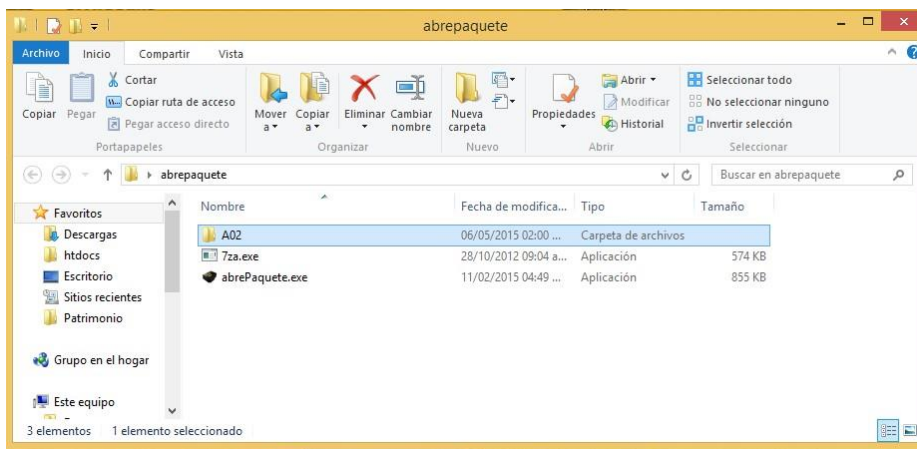 abrepaquete
Archivo Inicio Compartir Vista
Copiar
Pegar
Cortar
Copiar ruta de acceso
Pegar acceso directo
Portapapeles
Mover a
Copiar a
Eliminar
Cambiar nombre
Organizar
Nueva carpeta
Nuevo
Propiedades
Abrir
Modificar
Historial
Abrir
Seleccionar todo
No seleccionar ninguno
Invertir selección
Seleccionar
abrepaquete
Buscar en abrepaquete
Favoritos
Descargas
htdocs
Escritorio
Sitios recientes
Patrimonio
Grupo en el hogar
Este equipo
Nombre Fecha de modifica... Tipo Tamaño
A02 06/05/2015 02:00 ... Carpeta de archivos
7za.exe 28/10/2012 09:04 a... Aplicación 574 KB
abrePaquete.exe 11/02/2015 04:49 ... Aplicación 855 KB
3 elementos 1 elemento seleccionado